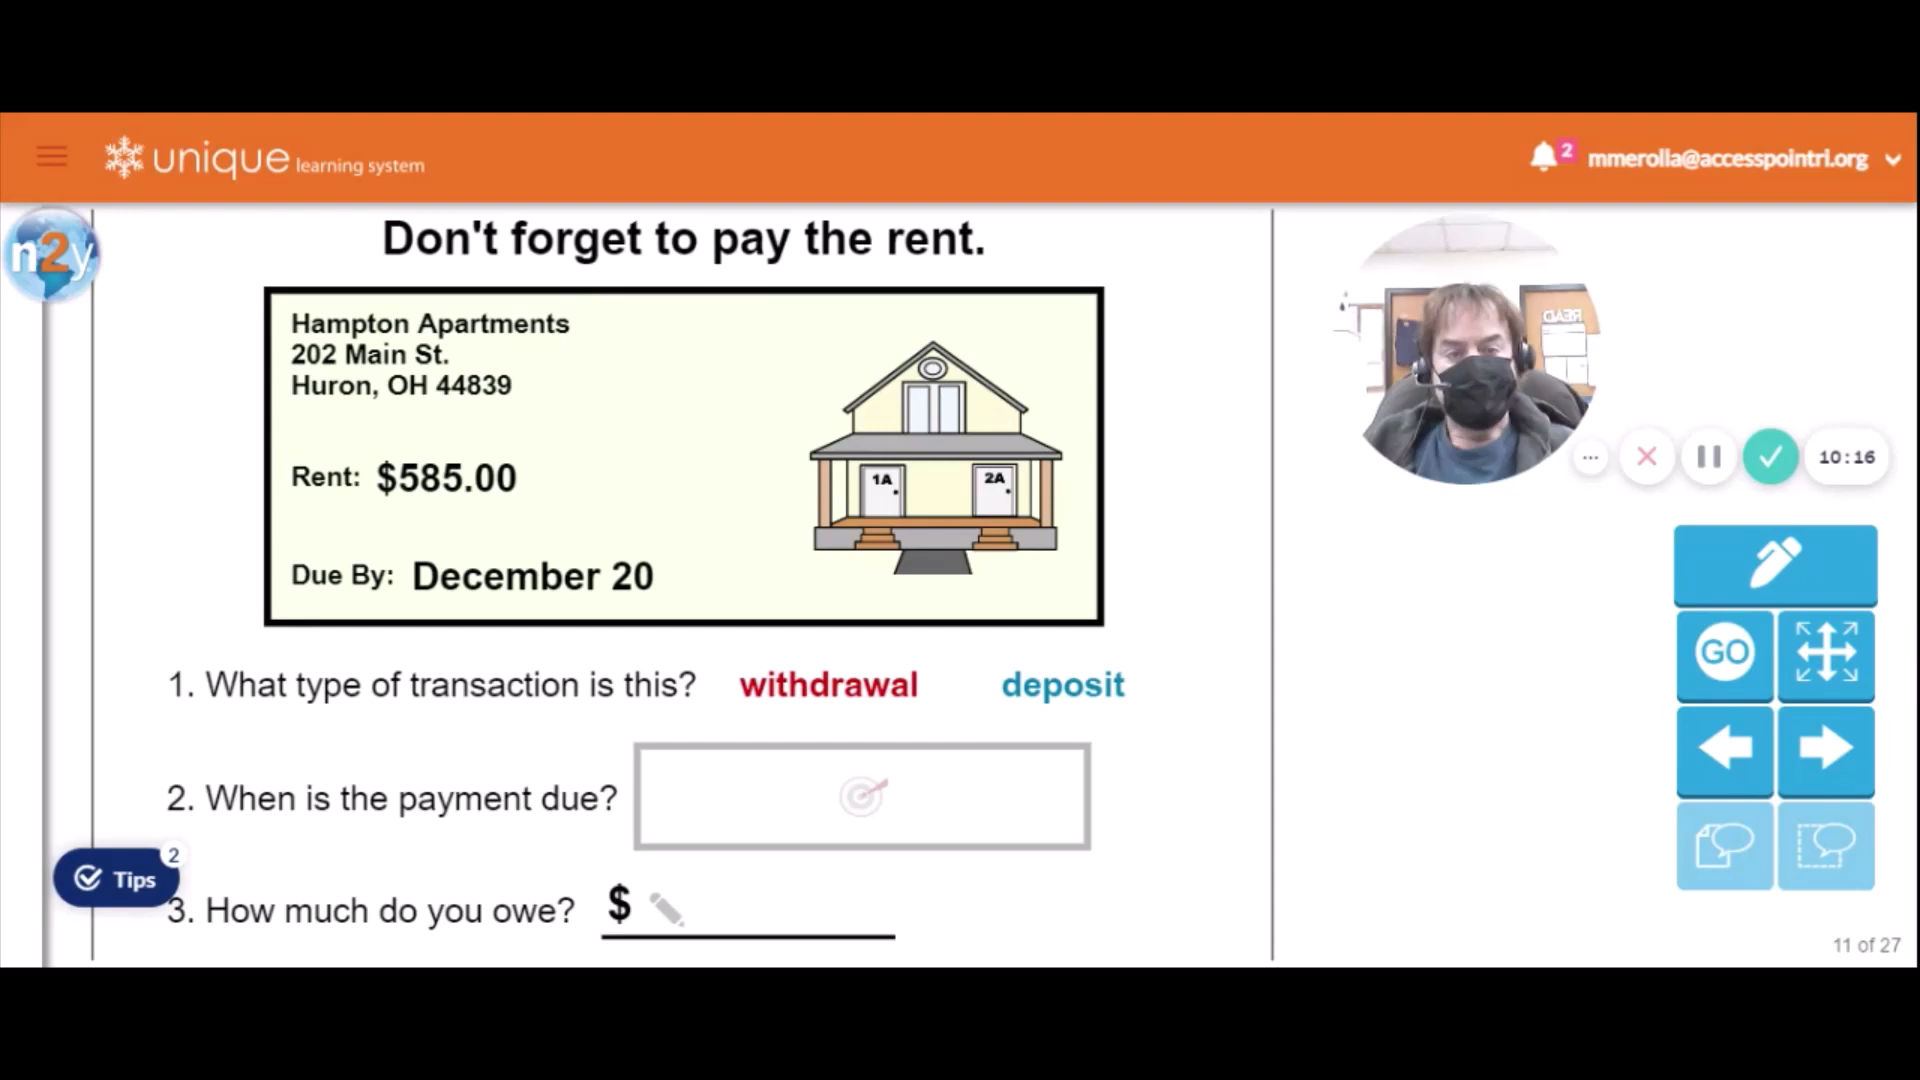 unique learning system
2
mmerolla@accesspointri.org
n2y
Don't forget to pay the rent.
Hampton Apartments
202 Main St.
Huron, OH 44839
Rent: $585.00
Due By: December 20
1A
2A
READ
10:16
GO
1. What type of transaction is this? withdrawal deposit
2. When is the payment due?
2
Tips
3. How much do you owe? $
11 of 27